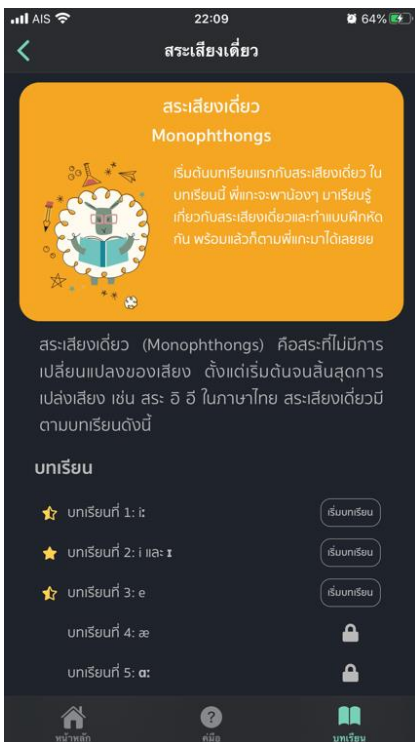 AIS 22:09 64%
สระเสียงเดี่ยว
สระเสียงเดี่ยว
Monophthongs
เริ่มต้นบทเรียนแรกกับสระเสียงเดี่ยว ใน
บทเรียนนี้ พี่แกะจะพาน้องๆ มาเรียนรู้
เกี่ยวกับสระเสียงเดี่ยวและทำแบบฝึกหัด
กัน พร้อมแล้วก็ตามพี่แกะมาได้เลยยย
สระเสียงเดี่ยว (Monophthongs) คือสระที่ไม่มีการ
เปลี่ยนแปลงของเสียง ตั้งแต่เริ่มต้นจนสิ้นสุดการ
เปล่งเสียง เช่น สระ อิ อี ในภาษาไทย สระเสียงเดี่ยวมี
ตามบทเรียนดังนี้
บทเรียน
บทเรียนที่ 1: iː เริ่มบทเรียน
บทเรียนที่ 2: i และ ɪ เริ่มบทเรียน
บทเรียนที่ 3: e เริ่มบทเรียน
บทเรียนที่ 4: æ
บทเรียนที่ 5: ɑː
หน้าหลัก คู่มือ บทเรียน